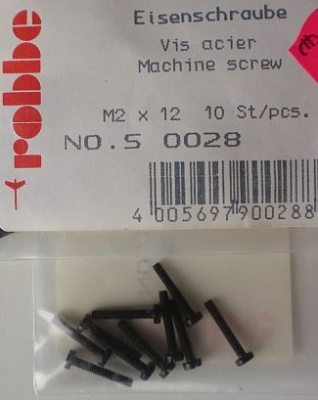 robbe
Eisenschraube
Vis acier
Machine screw
M2 x 12 10 St/pcs.
NO.S 0028
4 005697 900288